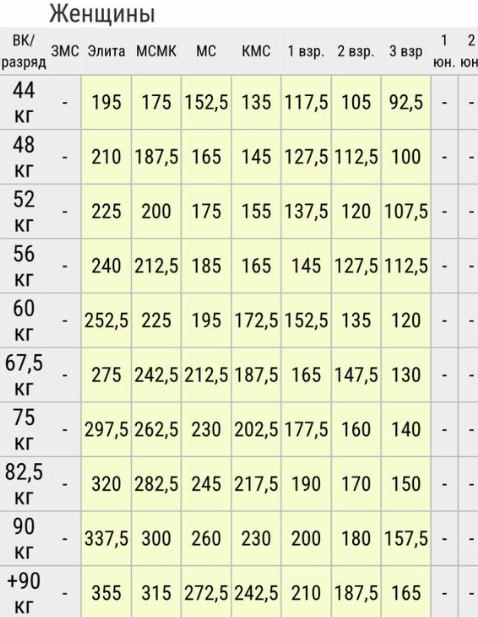 Женщины
ВК/разряд ЗМС Элита МСМК МС КМС 1 взр. 2 взр. 3 взр 1 юн. 2 юн
44 кг - 195 175 152,5 135 117,5 105 92,5 - -
48 кг - 210 187,5 165 145 127,5 112,5 100 - -
52 кг - 225 200 175 155 137,5 120 107,5 - -
56 кг - 240 212,5 185 165 145 127,5 112,5 - -
60 кг - 252,5 225 195 172,5 152,5 135 120 - -
67,5 кг - 275 242,5 212,5 187,5 165 147,5 130 - -
75 кг - 297,5 262,5 230 202,5 177,5 160 140 - -
82,5 кг - 320 282,5 245 217,5 190 170 150 - -
90 кг - 337,5 300 260 230 200 180 157,5 - -
+90 кг - 355 315 272,5 242,5 210 187,5 165 - -